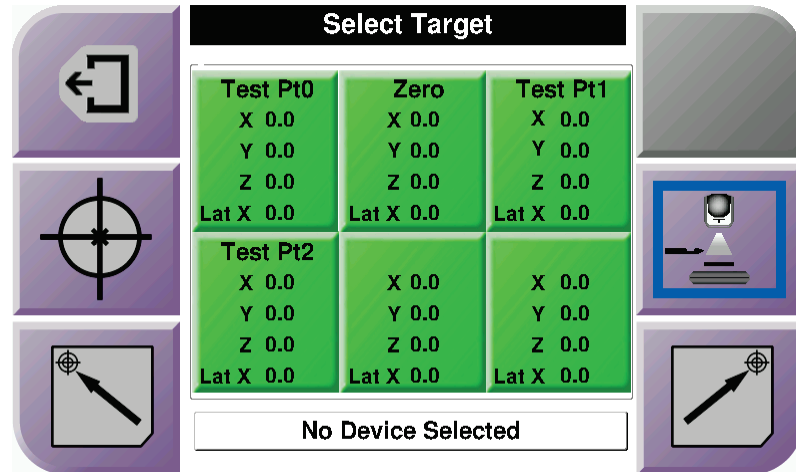 Select Target
Test Pt0
X 0.0
Y 0.0
Z 0.0
Lat X 0.0
Zero
X 0.0
Y 0.0
Z 0.0
Lat X 0.0
Test Pt1
X 0.0
Y 0.0
Z 0.0
Lat X 0.0
Test Pt2
X 0.0
Y 0.0
Z 0.0
Lat X 0.0
X 0.0
Y 0.0
Z 0.0
Lat X 0.0
X 0.0
Y 0.0
Z 0.0
Lat X 0.0
No Device Selected